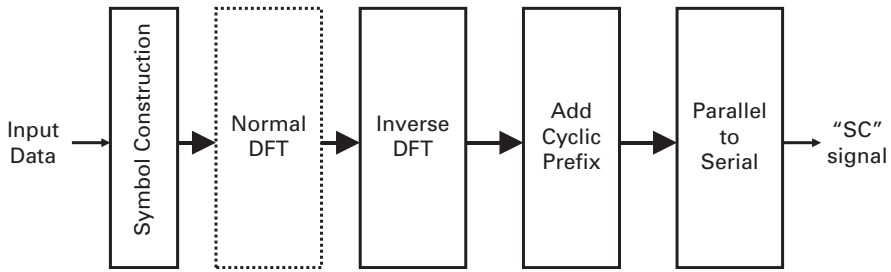 Input
Data
Symbol Construction
Normal
DFT
Inverse
DFT
Add
Cyclic
Prefix
Parallel
to
Serial
“SC”
signal